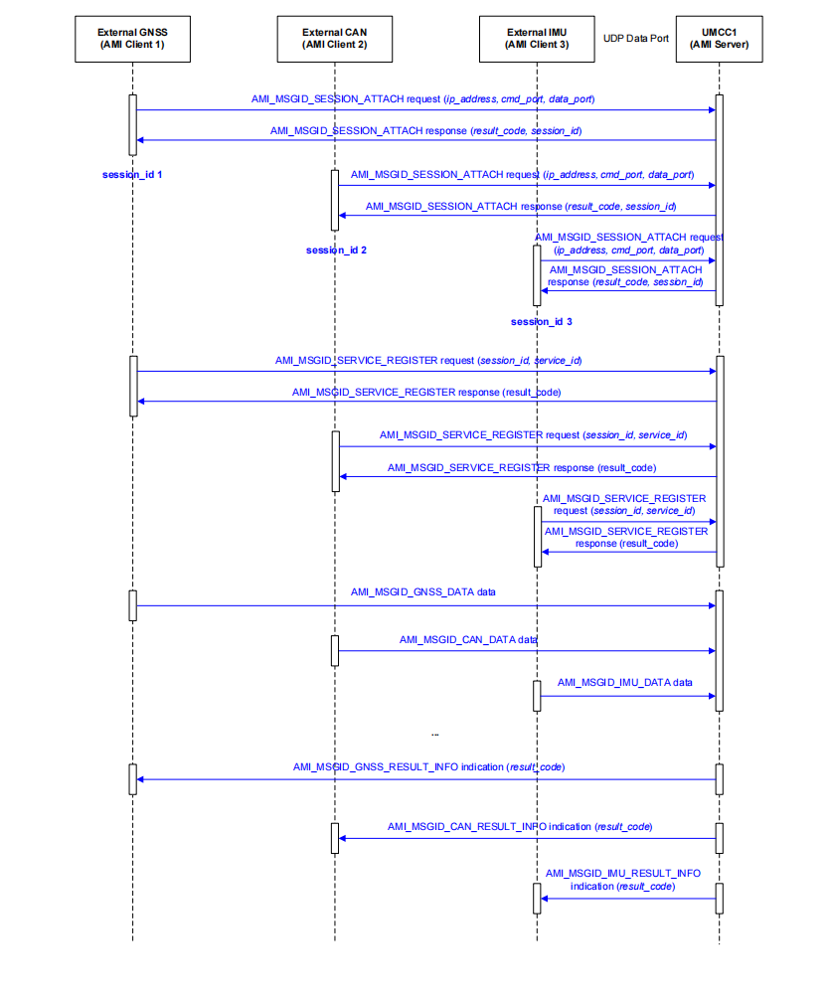 External GNSS
(AMI Client 1)
External CAN
(AMI Client 2)
External IMU
(AMI Client 3)
UDP Data Port
UMCC1
(AMI Server)
AMI_MSGID_SESSION_ATTACH request (ip_address, cmd_port, data_port)
AMI_MSGID_SESSION_ATTACH response (result_code, session_id)
session_id 1
AMI_MSGID_SESSION_ATTACH request (ip_address, cmd_port, data_port)
AMI_MSGID_SESSION_ATTACH response (result_code, session_id)
session_id 2
AMI_MSGID_SESSION_ATTACH request
(ip_address, cmd_port, data_port)
AMI_MSGID_SESSION_ATTACH
response (result_code, session_id)
session_id 3
AMI_MSGID_SERVICE_REGISTER request (session_id, service_id)
AMI_MSGID_SERVICE_REGISTER response (result_code)
AMI_MSGID_SERVICE_REGISTER request (session_id, service_id)
AMI_MSGID_SERVICE_REGISTER response (result_code)
AMI_MSGID_SERVICE_REGISTER
request (session_id, service_id)
AMI_MSGID_SERVICE_REGISTER
response (result_code)
AMI_MSGID_GNSS_DATA data
AMI_MSGID_CAN_DATA data
AMI_MSGID_IMU_DATA data
...
AMI_MSGID_GNSS_RESULT_INFO indication (result_code)
AMI_MSGID_CAN_RESULT_INFO indication (result_code)
AMI_MSGID_IMU_RESULT_INFO
indication (result_code)